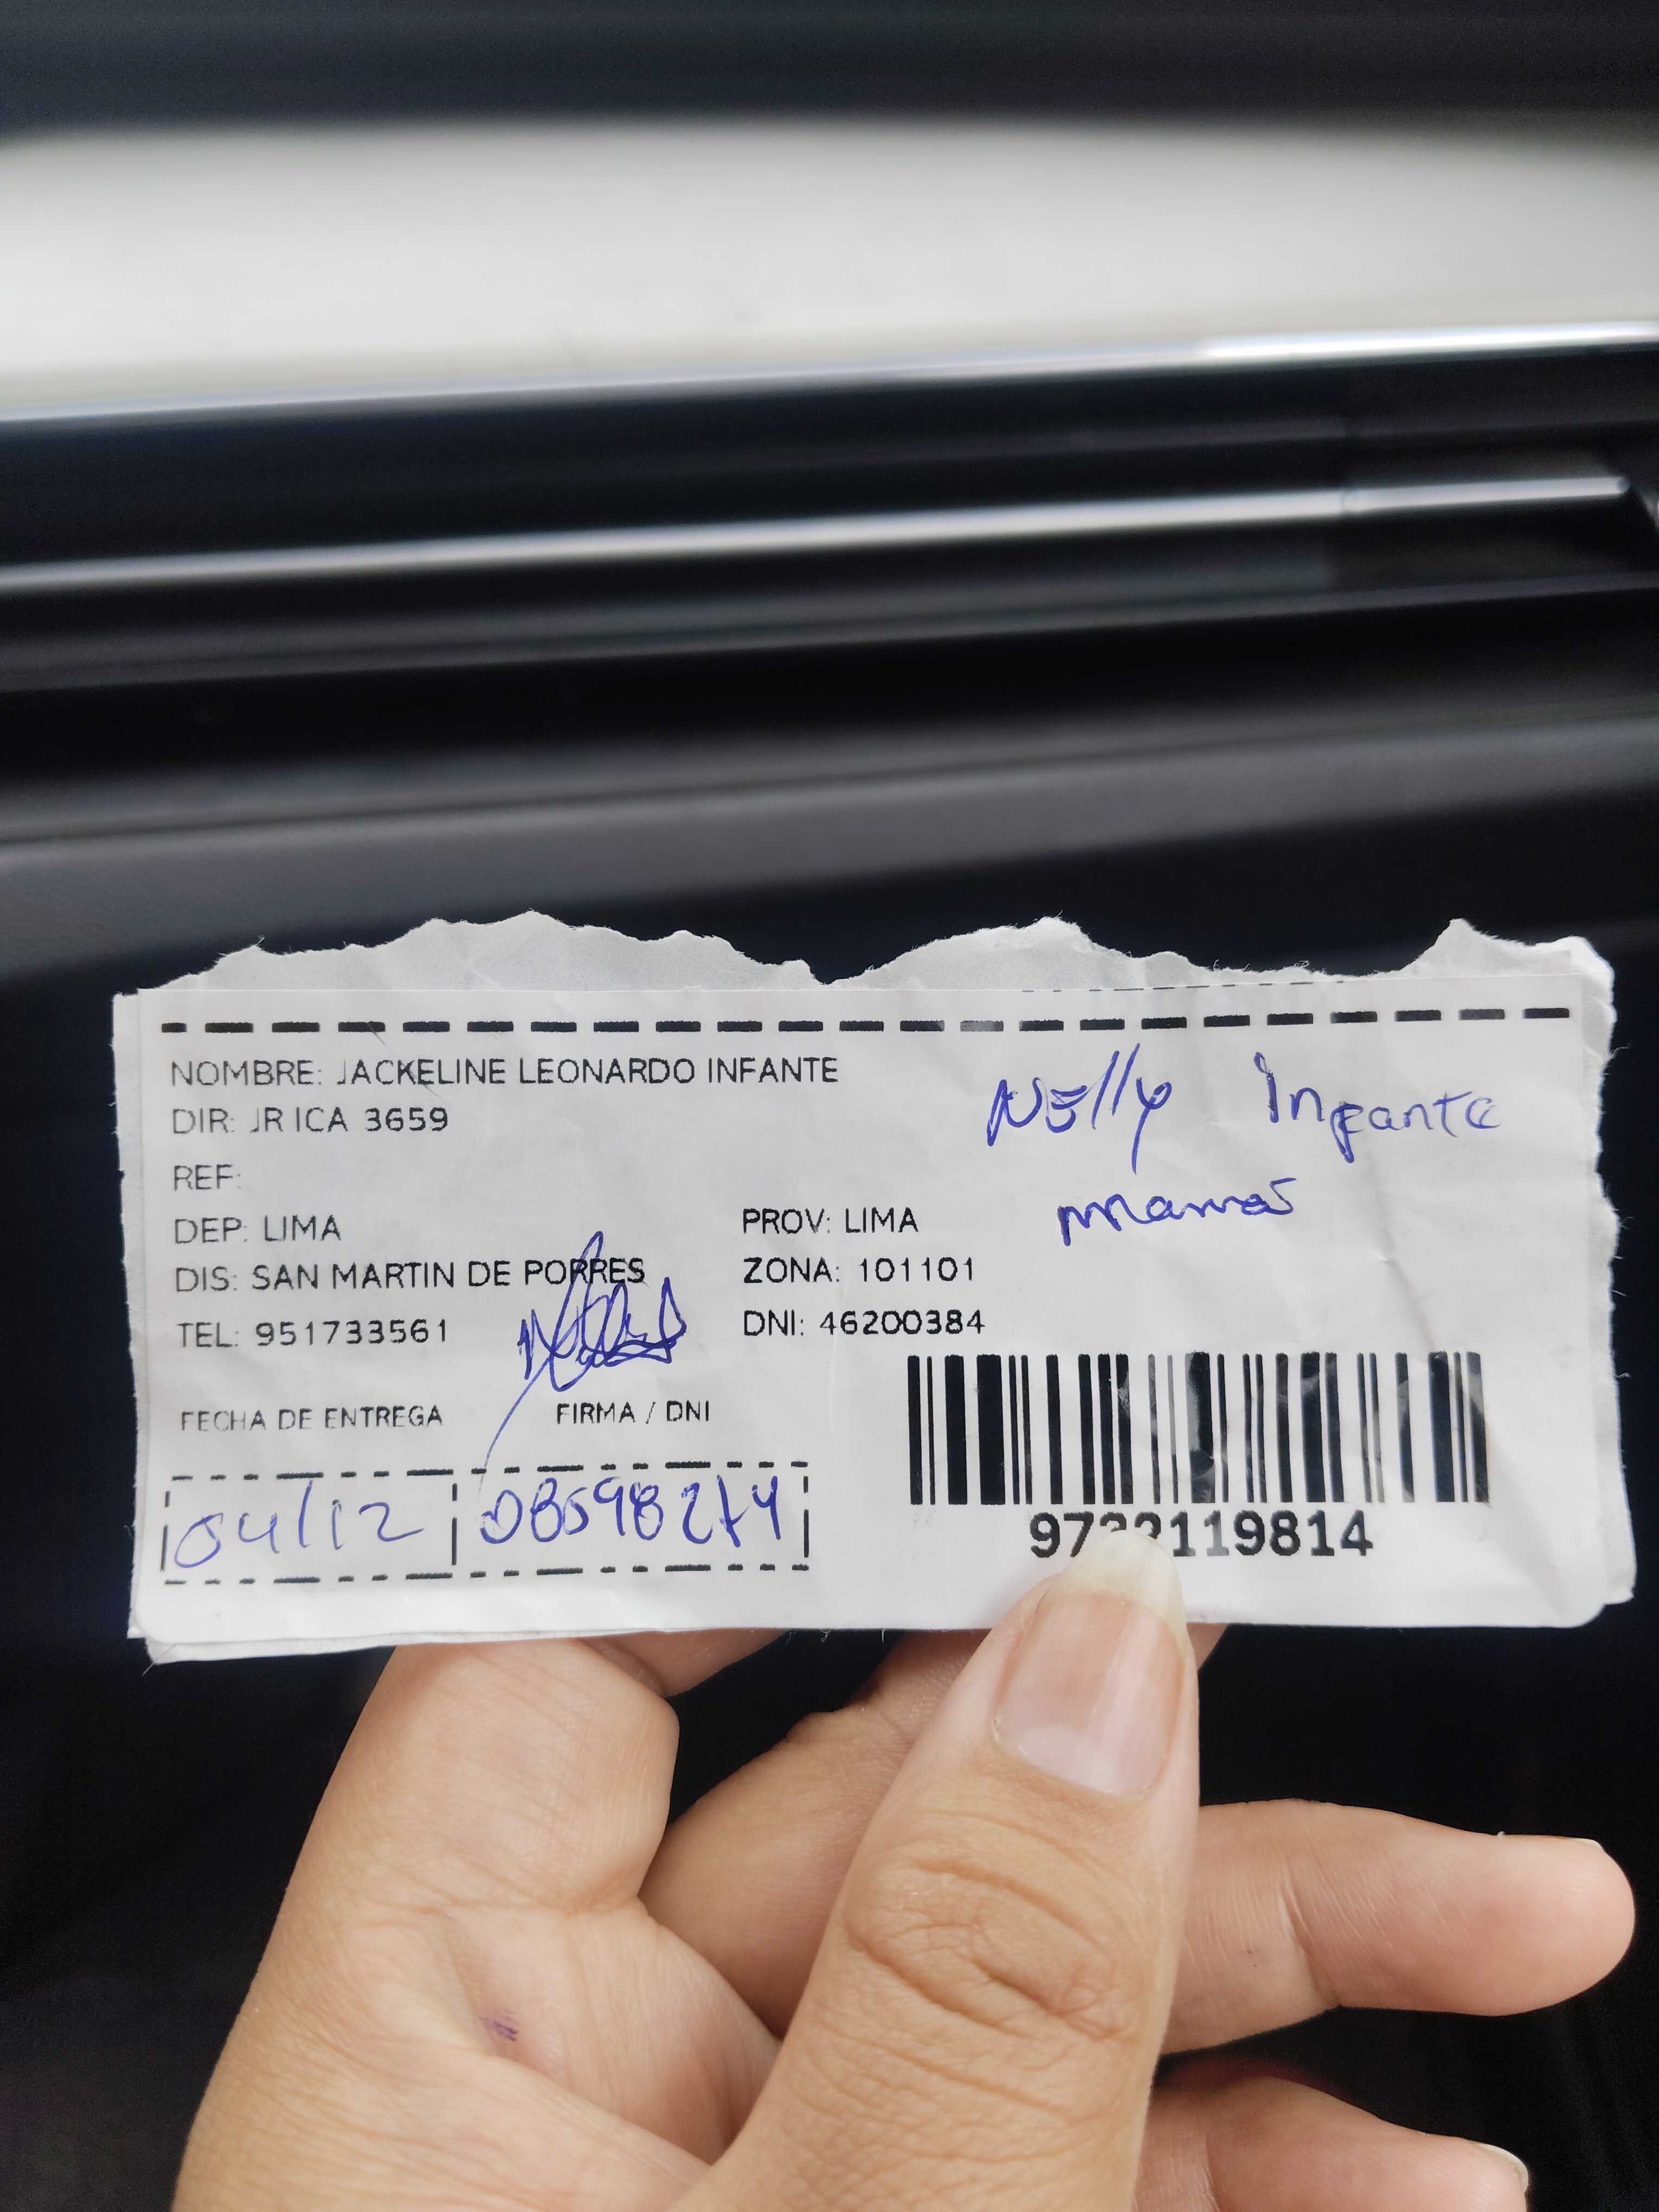 NOMBRE: JACKELINE LEONARDO INFANTE
Nelly Infante
DIR: JR ICA 3659
mamá
REF:
DEP: LIMA PROV: LIMA
DIS: SAN MARTIN DE PORRES ZONA: 101101
TEL: 951733561 DNI: 46200384
FECHA DE ENTREGA FIRMA / DNI
04/12